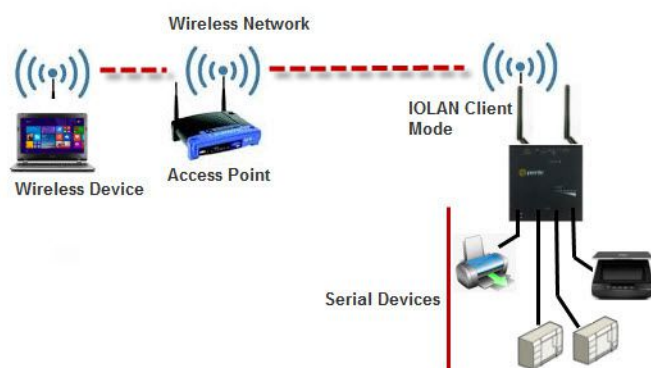 Wireless Network
IOLAN Client
Mode
Access Point
Wireless Device
Serial Devices